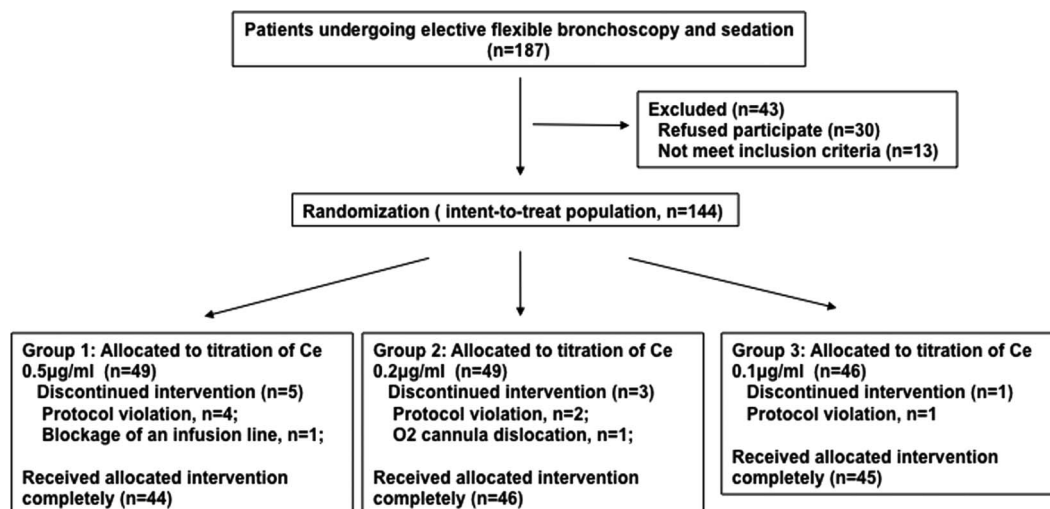 Patients undergoing elective flexible bronchoscopy and sedation
(n=187)
Excluded (n=43)
Refused participate (n=30)
Not meet inclusion criteria (n=13)
Randomization ( intent-to-treat population, n=144)
Group 1: Allocated to titration of Ce
0.5µg/ml (n=49)
Discontinued intervention (n=5)
Protocol violation, n=4;
Blockage of an infusion line, n=1;
Received allocated intervention
completely (n=44)
Group 2: Allocated to titration of Ce
0.2µg/ml (n=49)
Discontinued intervention (n=3)
Protocol violation, n=2;
O2 cannula dislocation, n=1;
Received allocated intervention
completely (n=46)
Group 3: Allocated to titration of Ce
0.1µg/ml (n=46)
Discontinued intervention (n=1)
Protocol violation, n=1
Received allocated intervention
completely (n=45)